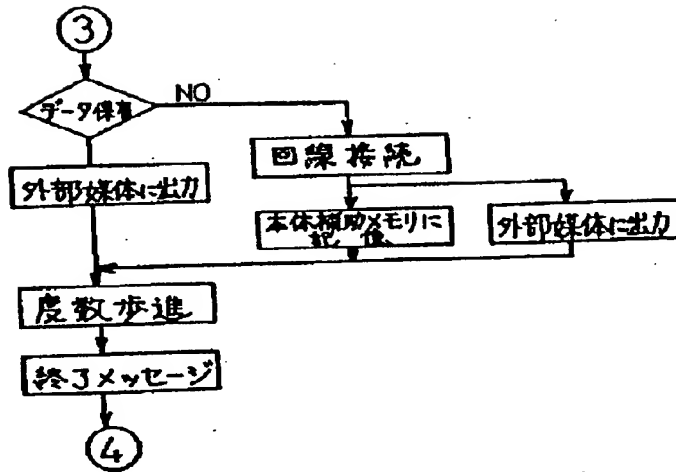 3
データ保有
NO
回線接続
外部媒体に出力
本体補助メモリに
記憶
外部媒体に出力
度数歩進
終了メッセージ
4